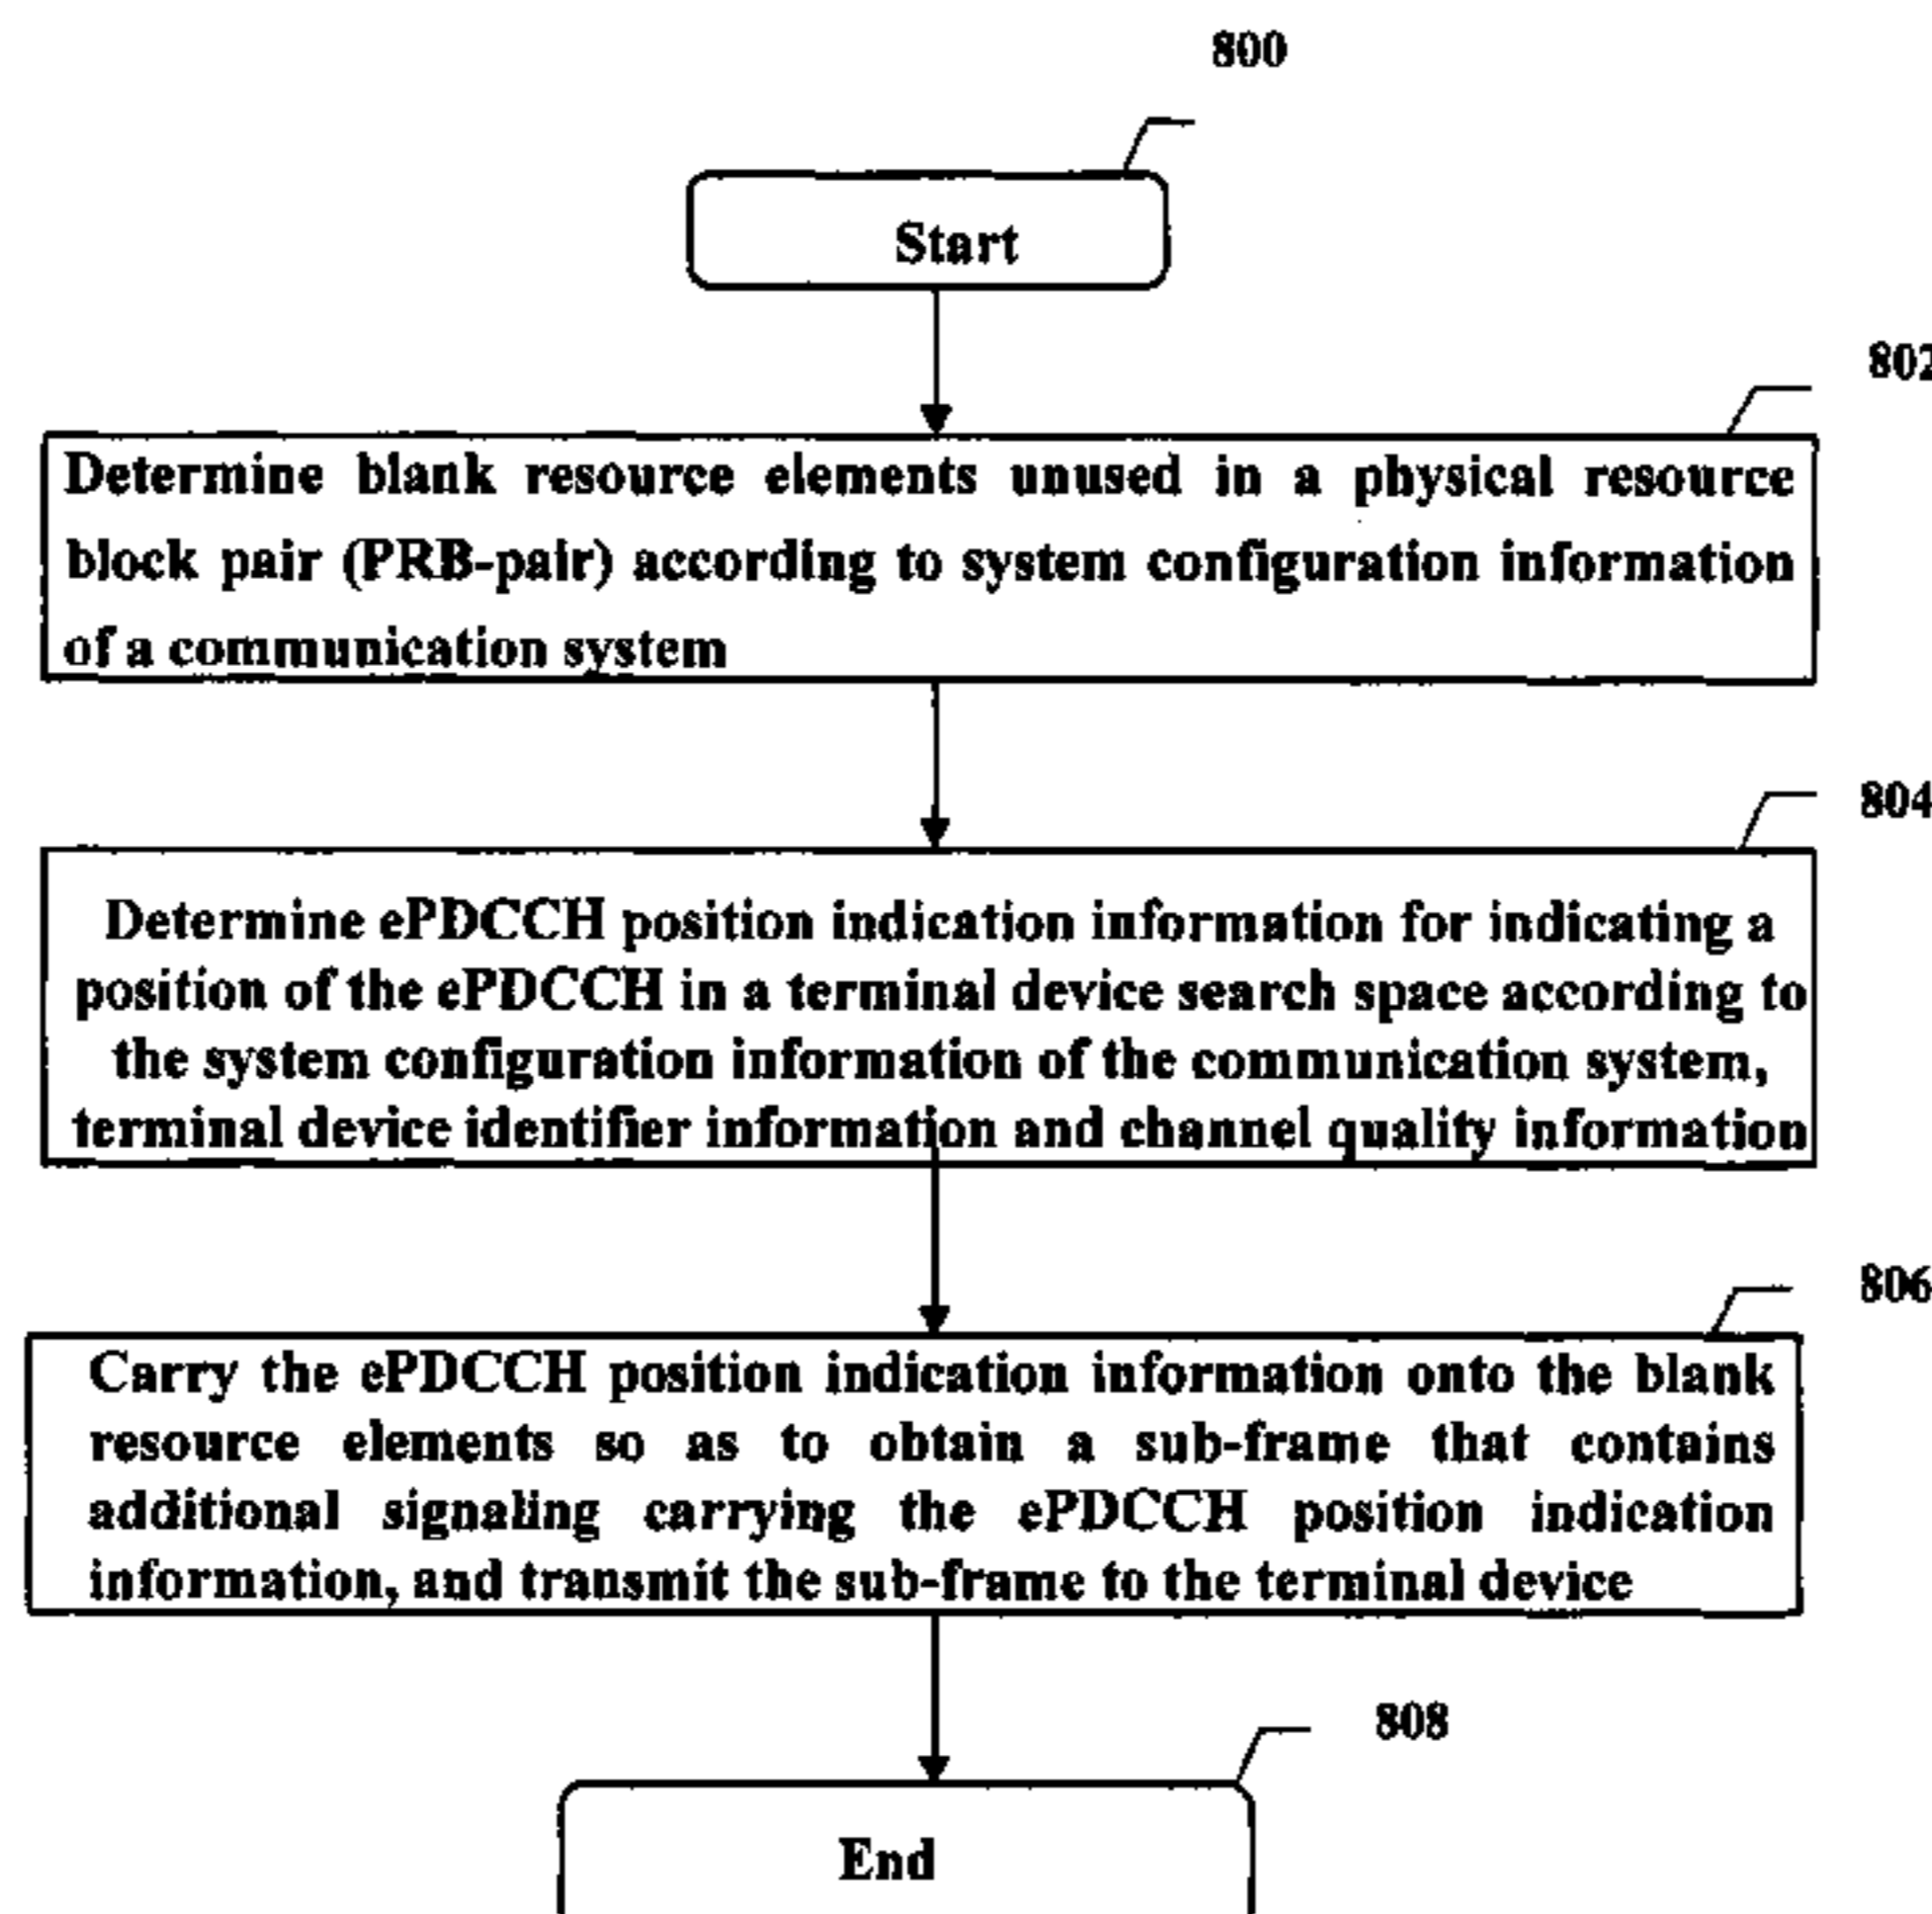 800
Start
802
Determine blank resource elements unused in a physical resource
block pair (PRB-pair) according to system configuration information
of a communication system
804
Determine ePDCCH position indication information for indicating a
position of the ePDCCH in a terminal device search space according to
the system configuration information of the communication system,
terminal device identifier information and channel quality information
806
Carry the ePDCCH position indication information onto the blank
resource elements so as to obtain a sub-frame that contains
additional signaling carrying the ePDCCH position indication
information, and transmit the sub-frame to the terminal device
808
End